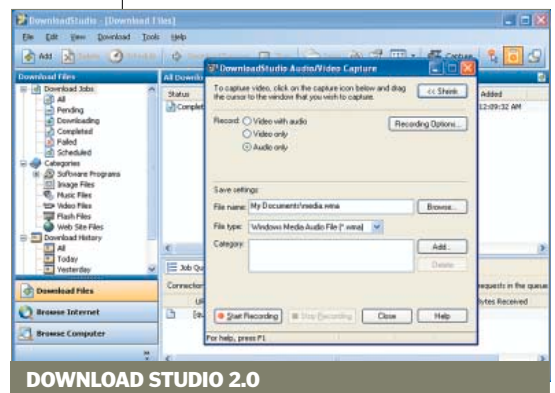 DownloadStudio - [Download Files]
File Edit View Download Tools Help
Add
Capture
Download Files
All Downlo
Download Jobs
All
Pending
Downloading
Completed
Failed
Scheduled
Categories
Software Programs
Image Files
Music Files
Video Files
Flash Files
Web Site Files
Download History
All
Today
Yesterday
Download Files
Browse Internet
Browse Computer
Status
Complet
Added
12:09:32 AM
Job Qu
Connection
requests in the queue
Bytes Received
DownloadStudio Audio/Video Capture
To capture video, click on the capture icon below and drag
the cursor to the window that you wish to capture.
<< Shrink
Record:
Video with audio
Video only
Audio only
Recording Options...
Save settings
File name: My Documents\media.wma
Browse...
File type: Windows Media Audio File (*.wma)
Category:
Add...
Delete
Start Recording
Stop Recording
Close
Help
For help, press F1
DOWNLOAD STUDIO 2.0